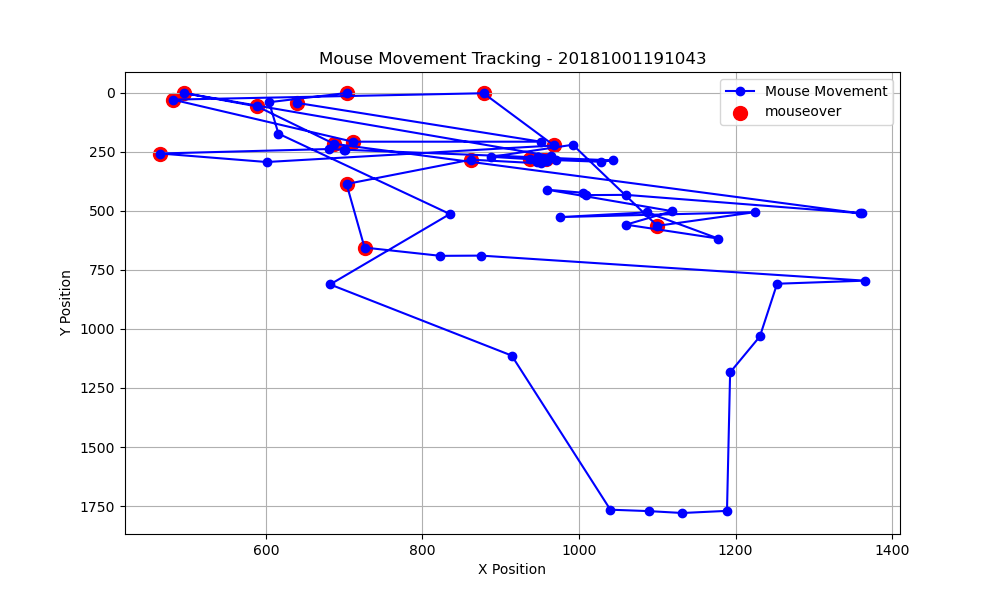 Mouse Movement Tracking - 20181001191043
Mouse Movement
mouseover
0
250
500
750
1000
1250
1500
1750
Y Position
600
800
1000
1200
1400
X Position